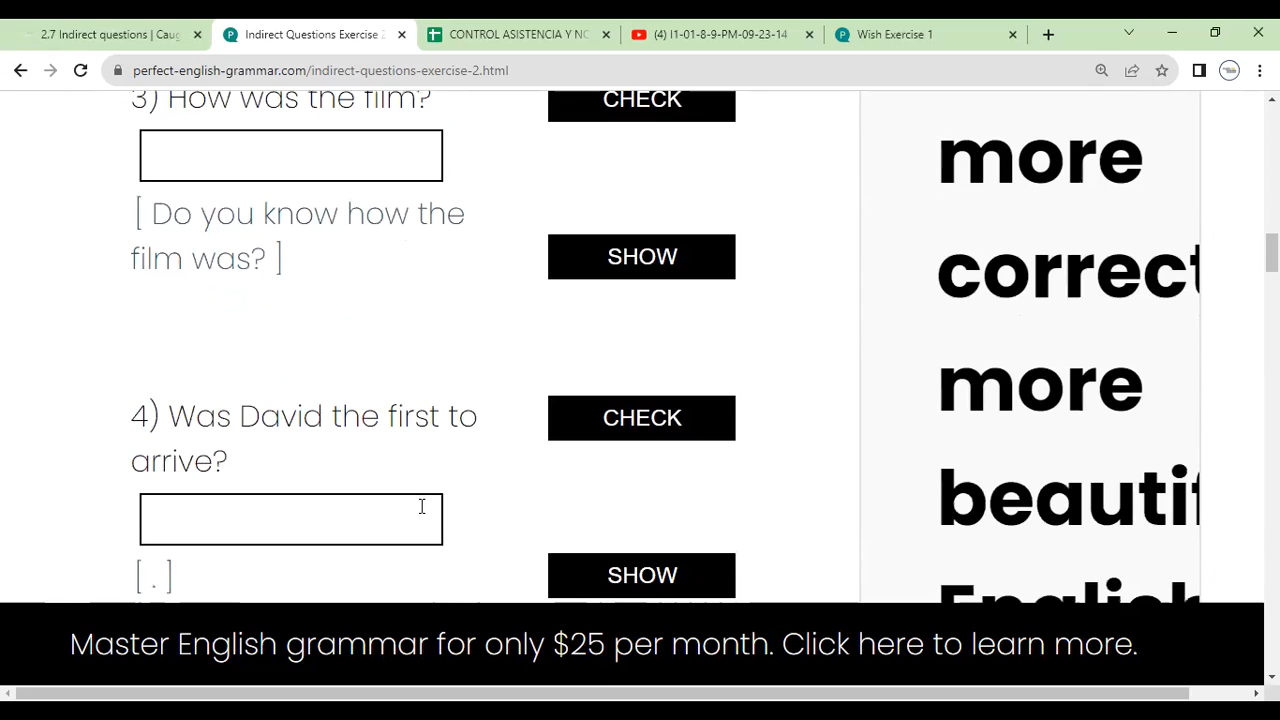 2.7 Indirect questions | Caug
Indirect Questions Exercise 2
CONTROL ASISTENCIA Y NO
(4) I1-01-8-9-PM-09-23-14
Wish Exercise 1
perfect-english-grammar.com/indirect-questions-exercise-2.html
3) How was the film?
CHECK
[ Do you know how the
film was? ]
SHOW
4) Was David the first to
arrive?
CHECK
[ . ]
SHOW
more
correct
more
beautif
English
Master English grammar for only $25 per month. Click here to learn more.